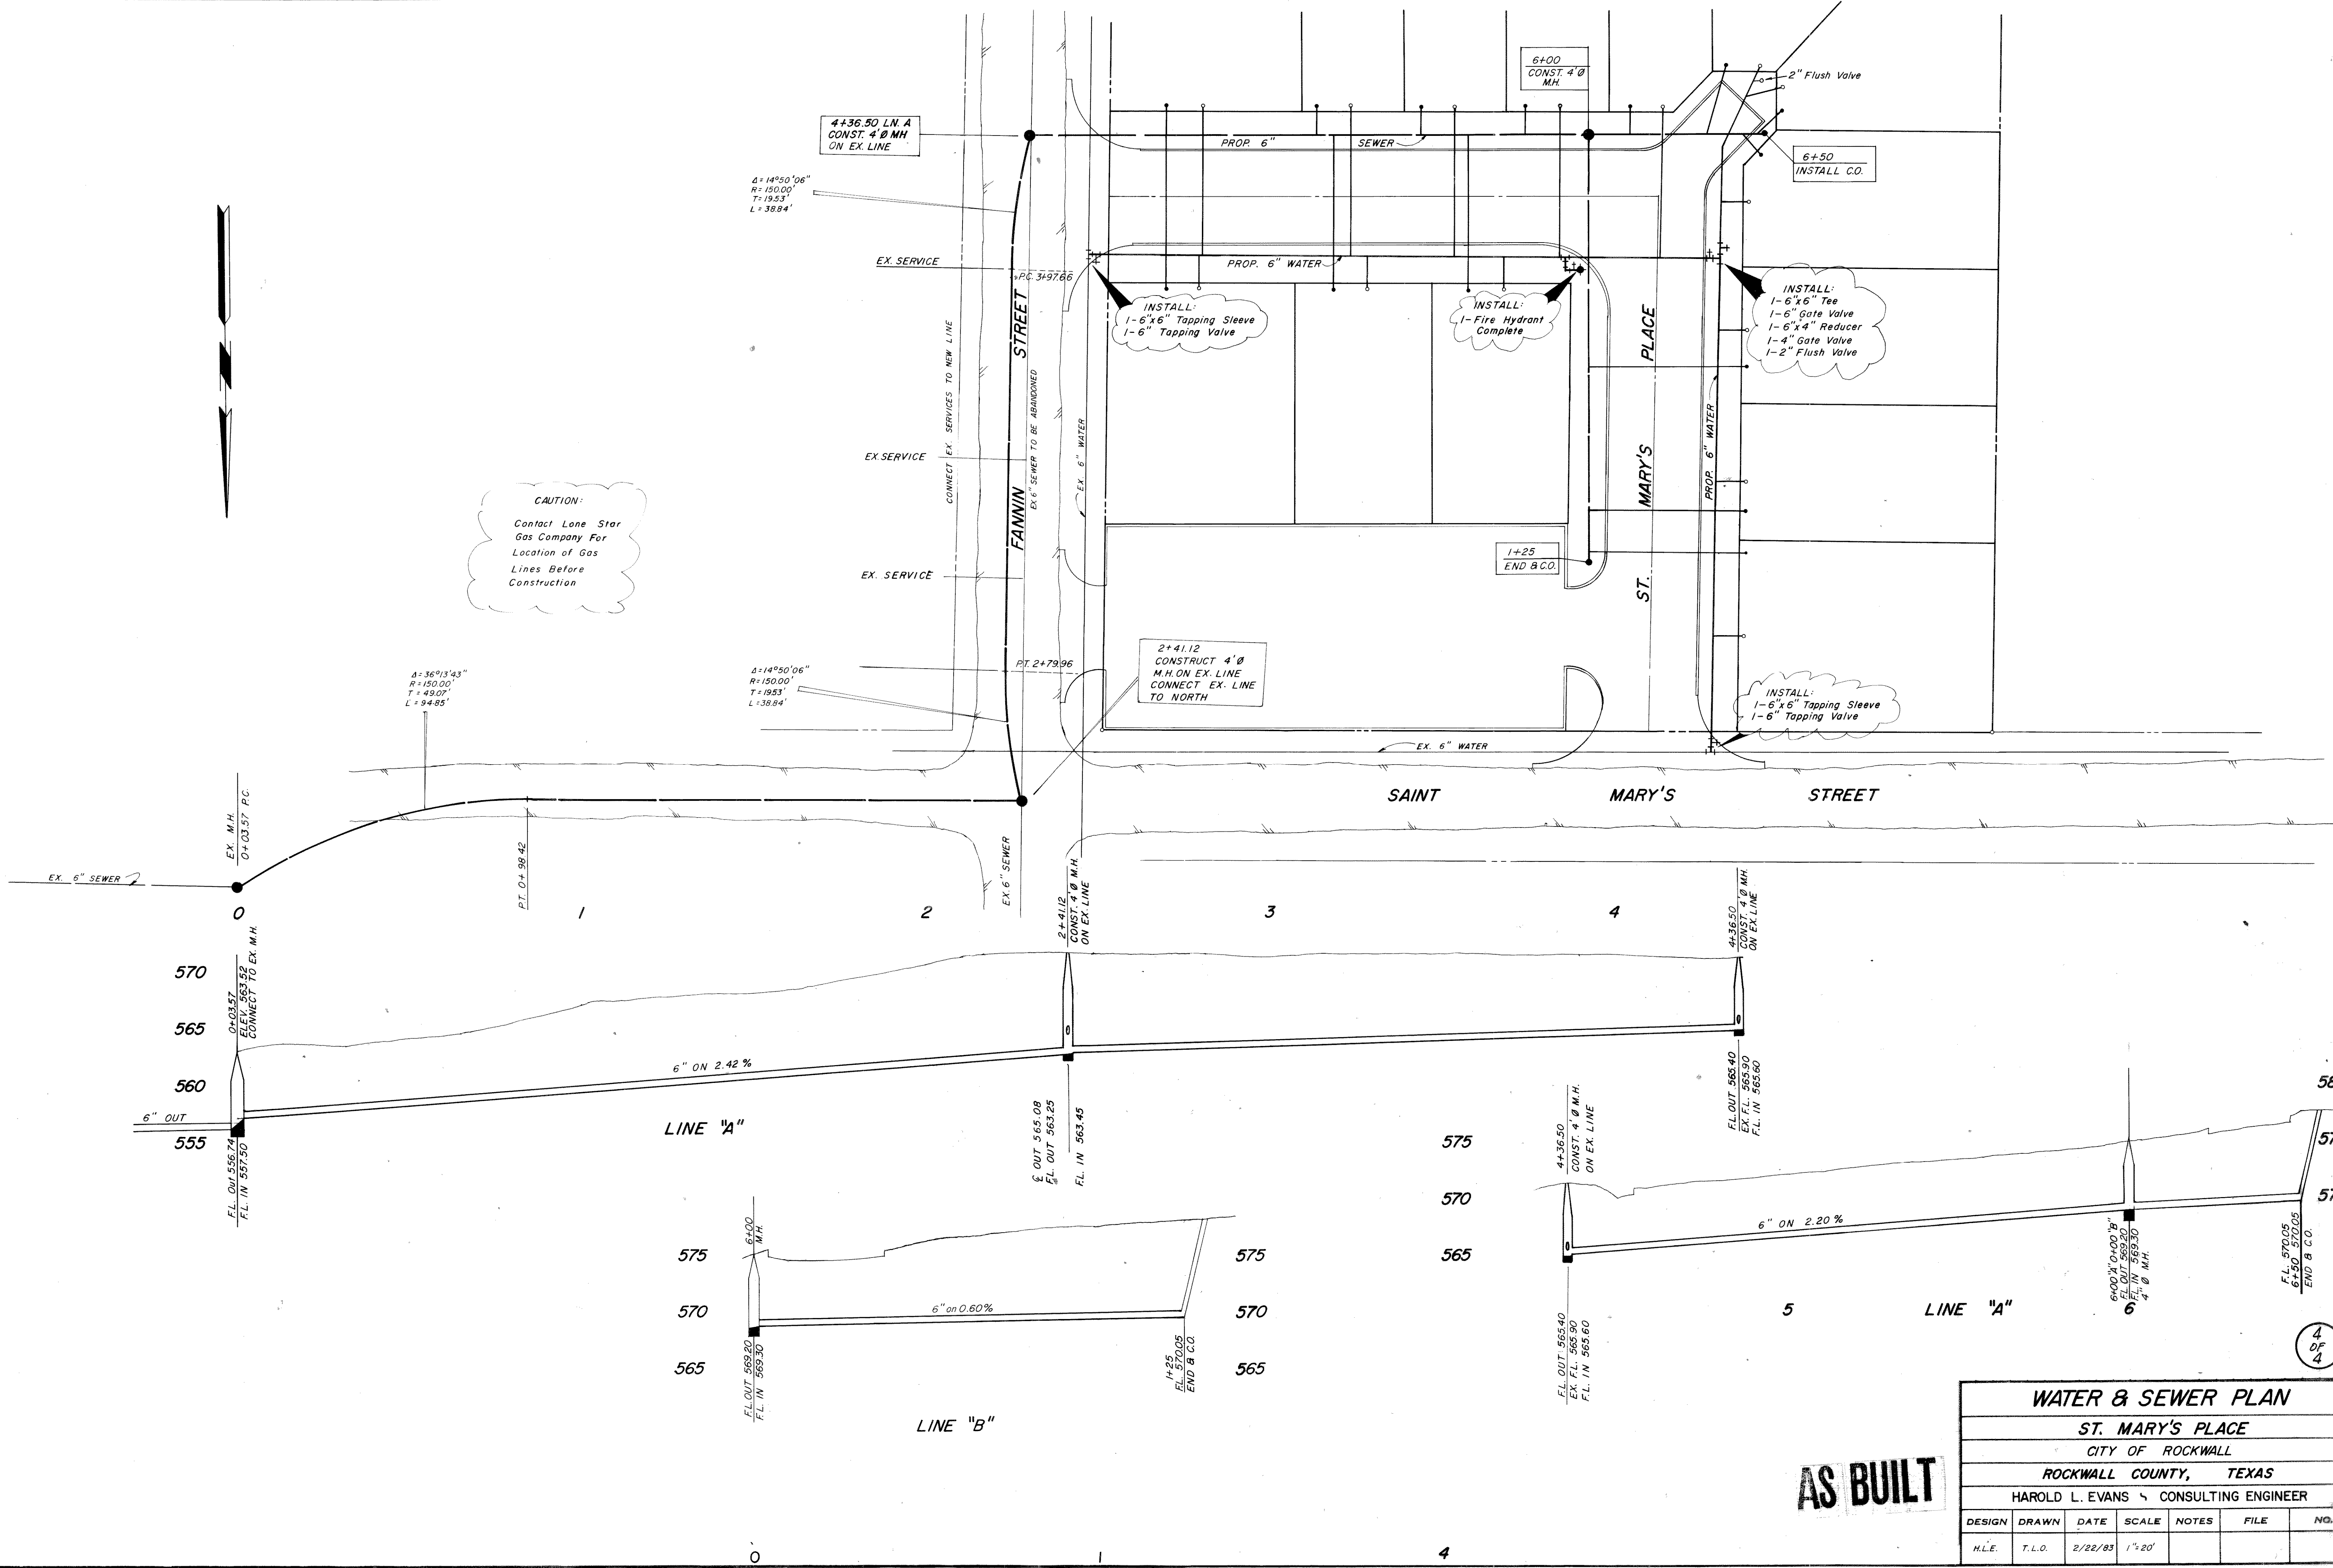 6+00
CONST. 4'Ø
M.H.
2" Flush Valve
4+36.50 LN. A
CONST. 4'Ø MH
ON EX. LINE
PROP. 6" SEWER
6+50
INSTALL C.O.
Δ = 14°50'06"
R = 150.00'
T = 19.53'
L = 38.84'
EX. SERVICE
P.C. 3+97.66
PROP. 6" WATER
INSTALL:
1-6"x6" Tapping Sleeve
1-6" Tapping Valve
INSTALL:
1-Fire Hydrant
Complete
INSTALL:
1-6"x6" Tee
1-6" Gate Valve
1-6"x4" Reducer
1-4" Gate Valve
1-2" Flush Valve
FANNIN STREET
CONNECT EX. SERVICES TO NEW LINE
EX. 6" SEWER TO BE ABANDONED
EX. 6" WATER
ST. MARY'S PLACE
PROP. 6" WATER
EX. SERVICE
CAUTION:
Contact Lone Star
Gas Company For
Location of Gas
Lines Before
Construction
EX. SERVICE
1+25
END & C.O.
P.T. 2+79.96
2+41.12
CONSTRUCT 4'Ø
M.H. ON EX. LINE
CONNECT EX. LINE
TO NORTH
Δ = 36°13'43"
R = 150.00'
T = 49.07'
L = 94.85'
Δ = 14°50'06"
R = 150.00'
T = 19.53'
L = 38.84'
INSTALL:
1-6"x6" Tapping Sleeve
1-6" Tapping Valve
EX. 6" WATER
SAINT MARY'S STREET
EX. M.H.
0+03.57 P.C.
EX. 6" SEWER
P.T. 0+98.42
EX. 6" SEWER
0 1 2 3 4
2+41.12
CONST. 4'Ø M.H.
ON EX. LINE
4+36.50
CONST. 4'Ø MH.
ON EX. LINE
570
565
560
555
0+03.57
ELEV. 563.52
CONNECT TO EX. M.H.
6" OUT
6" ON 2.42 %
LINE "A"
F.L. Out 556.74
F.L. IN 557.50
℄ OUT 565.08
F.L. OUT 563.25
F.L. IN 563.45
F.L. OUT 565.40
EX. F.L. 565.90
F.L. IN 565.60
575
570
565
6+00
M.H.
6" on 0.60%
F.L. OUT 569.20
F.L. IN 569.30
1+25
F.L. 570.05
END & C.O.
575
570
565
LINE "B"
575
570
565
4+36.50
CONST. 4' Ø M.H.
ON EX. LINE
6" ON 2.20 %
F.L. OUT 565.40
EX. F.L. 565.90
F.L. IN 565.60
5 LINE "A" 6
6+00"A" 0+00 "B"
F.L. OUT 569.20
F.L. IN 569.30
4" Ø M.H.
F.L. 570.05
6+50 570.05
END & C.O.
58
57
57
4
OF
4
AS BUILT
WATER & SEWER PLAN
ST. MARY'S PLACE
CITY OF ROCKWALL
ROCKWALL COUNTY, TEXAS
HAROLD L. EVANS CONSULTING ENGINEER
DESIGN DRAWN DATE SCALE NOTES FILE NO.
H.L.E. T.L.O. 2/22/83 1"=20'
0 1 4